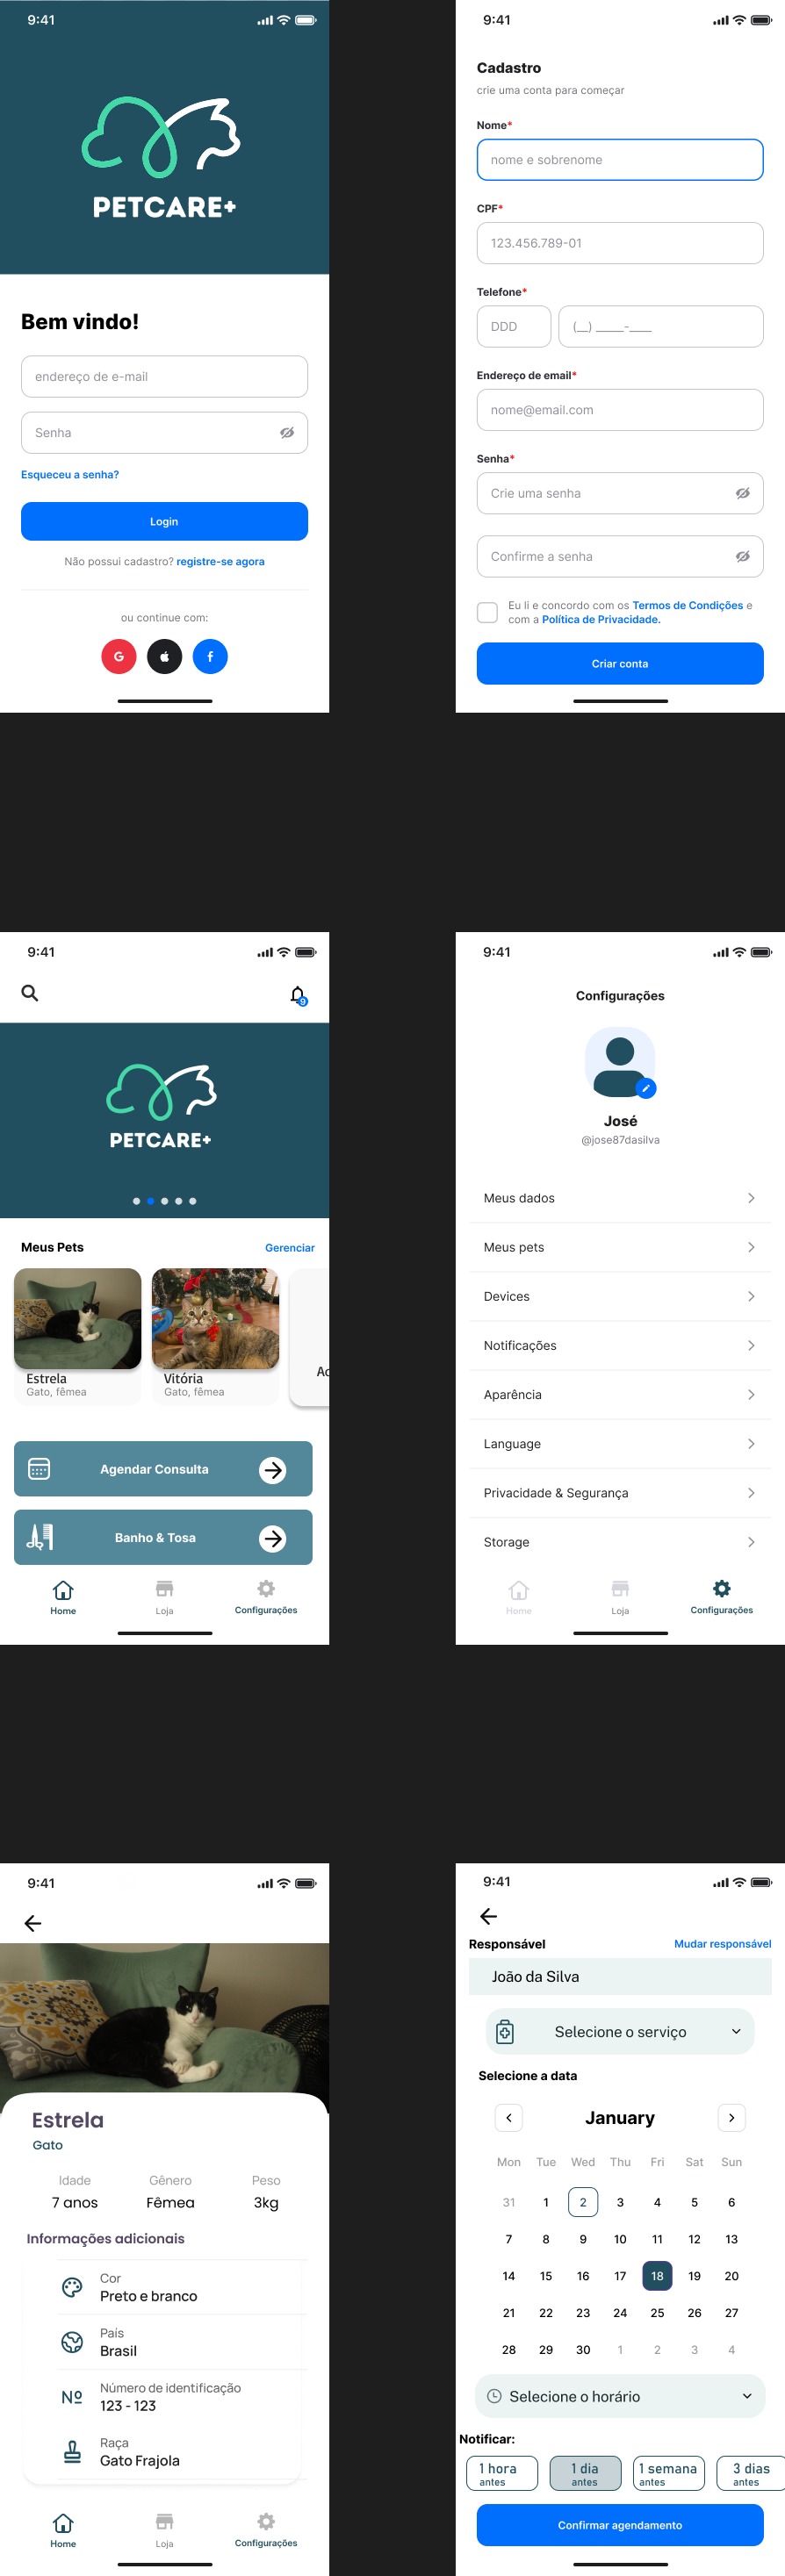 9:41
PETCARE+
Bem vindo!
endereço de e-mail
Senha
Esqueceu a senha?
Login
Não possui cadastro? registre-se agora
ou continue com:
G
f
9:41
Cadastro
crie uma conta para começar
Nome*
nome e sobrenome
CPF*
123.456.789-01
Telefone*
DDD
(__) _____-____
Endereço de email*
nome@email.com
Senha*
Crie uma senha
Confirme a senha
Eu li e concordo com os Termos de Condições e
com a Política de Privacidade.
Criar conta
9:41
9
PETCARE+
Meus Pets
Gerenciar
Estrela
Gato, fêmea
Vitória
Gato, fêmea
Agendar Consulta
Banho & Tosa
Home
Loja
Configurações
9:41
Configurações
José
@jose87dasilva
Meus dados
Meus pets
Devices
Notificações
Aparência
Language
Privacidade & Segurança
Storage
Home
Loja
Configurações
9:41
Estrela
Gato
Idade
Gênero
Peso
7 anos
Fêmea
3kg
Informações adicionais
Cor
Preto e branco
País
Brasil
Nº
Número de identificação
123 - 123
Raça
Gato Frajola
Home
Loja
Configurações
9:41
Responsável
Mudar responsável
João da Silva
Selecione o serviço
Selecione a data
January
Mon Tue Wed Thu Fri Sat Sun
31 1 2 3 4 5 6
7 8 9 10 11 12 13
14 15 16 17 18 19 20
21 22 23 24 25 26 27
28 29 30 1 2 3 4
Selecione o horário
Notificar:
1 hora
antes
1 dia
antes
1 semana
antes
3 dias
antes
Confirmar agendamento